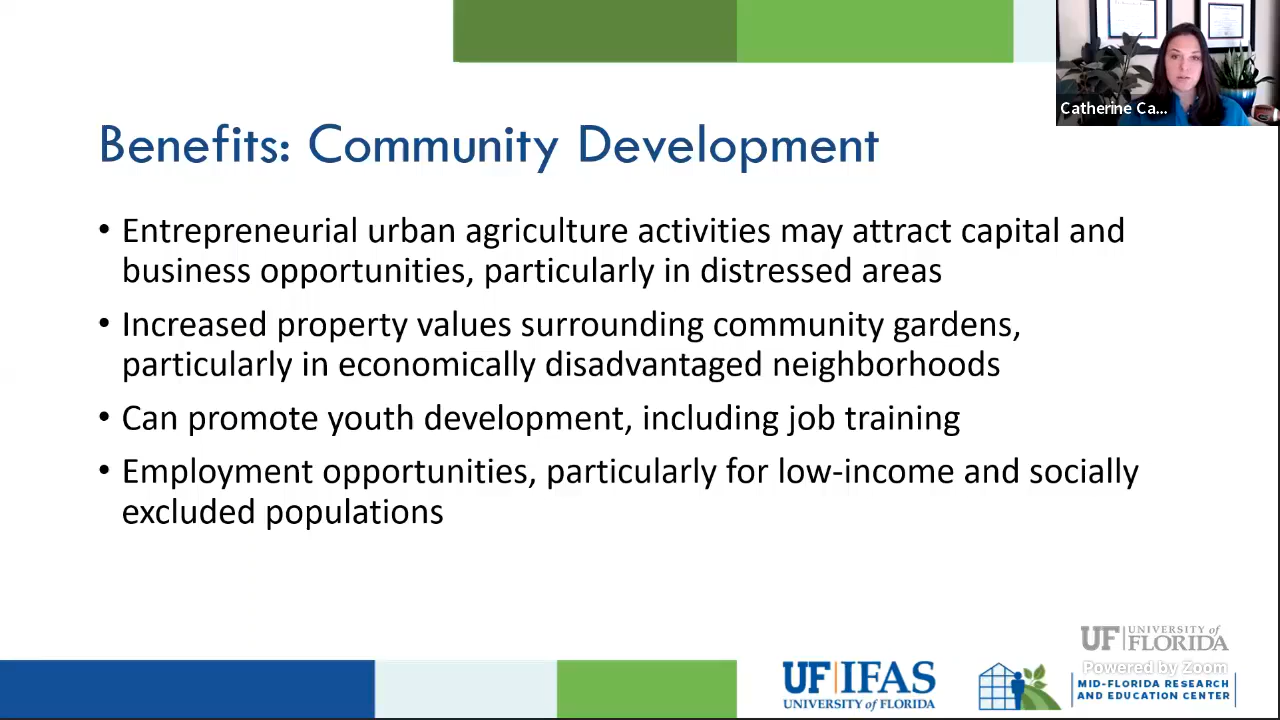 Catherine Ca...
Benefits: Community Development
• Entrepreneurial urban agriculture activities may attract capital and
business opportunities, particularly in distressed areas
• Increased property values surrounding community gardens,
particularly in economically disadvantaged neighborhoods
• Can promote youth development, including job training
• Employment opportunities, particularly for low-income and socially
excluded populations
UF UNIVERSITY of
FLORIDA
Powered by Zoom
UF IFAS
UNIVERSITY of FLORIDA
MID-FLORIDA RESEARCH
AND EDUCATION CENTER